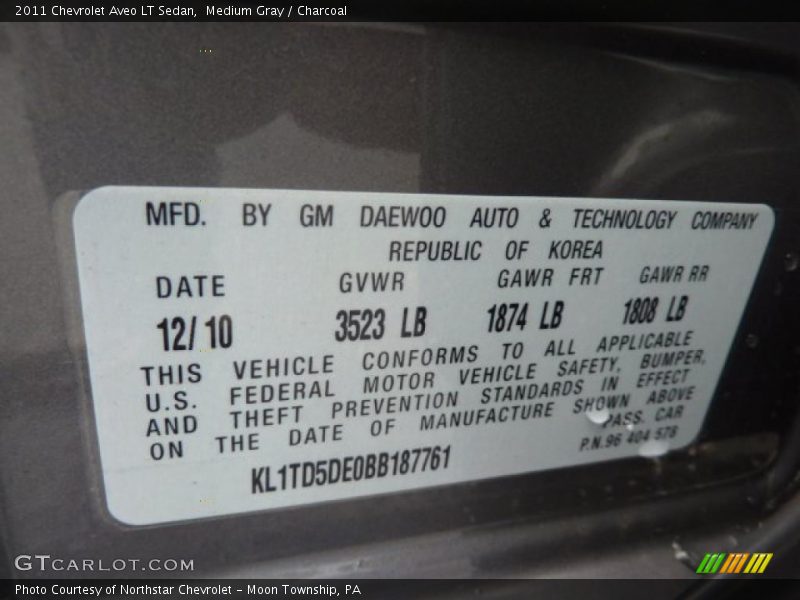 2011 Chevrolet Aveo LT Sedan,  Medium Gray / Charcoal
MFD. BY GM DAEWOO AUTO & TECHNOLOGY COMPANY
REPUBLIC OF KOREA
DATE GVWR GAWR FRT GAWR RR
12/10 3523 LB 1874 LB 1808 LB
THIS VEHICLE CONFORMS TO ALL APPLICABLE
U.S. FEDERAL MOTOR VEHICLE SAFETY, BUMPER,
AND THEFT PREVENTION STANDARDS IN EFFECT
ON THE DATE OF MANUFACTURE SHOWN ABOVE
PASS. CAR
KL1TD5DE0BB187761 P.N.96 404 578
GTCARLOT.COM
Photo Courtesy of Northstar Chevrolet - Moon Township, PA